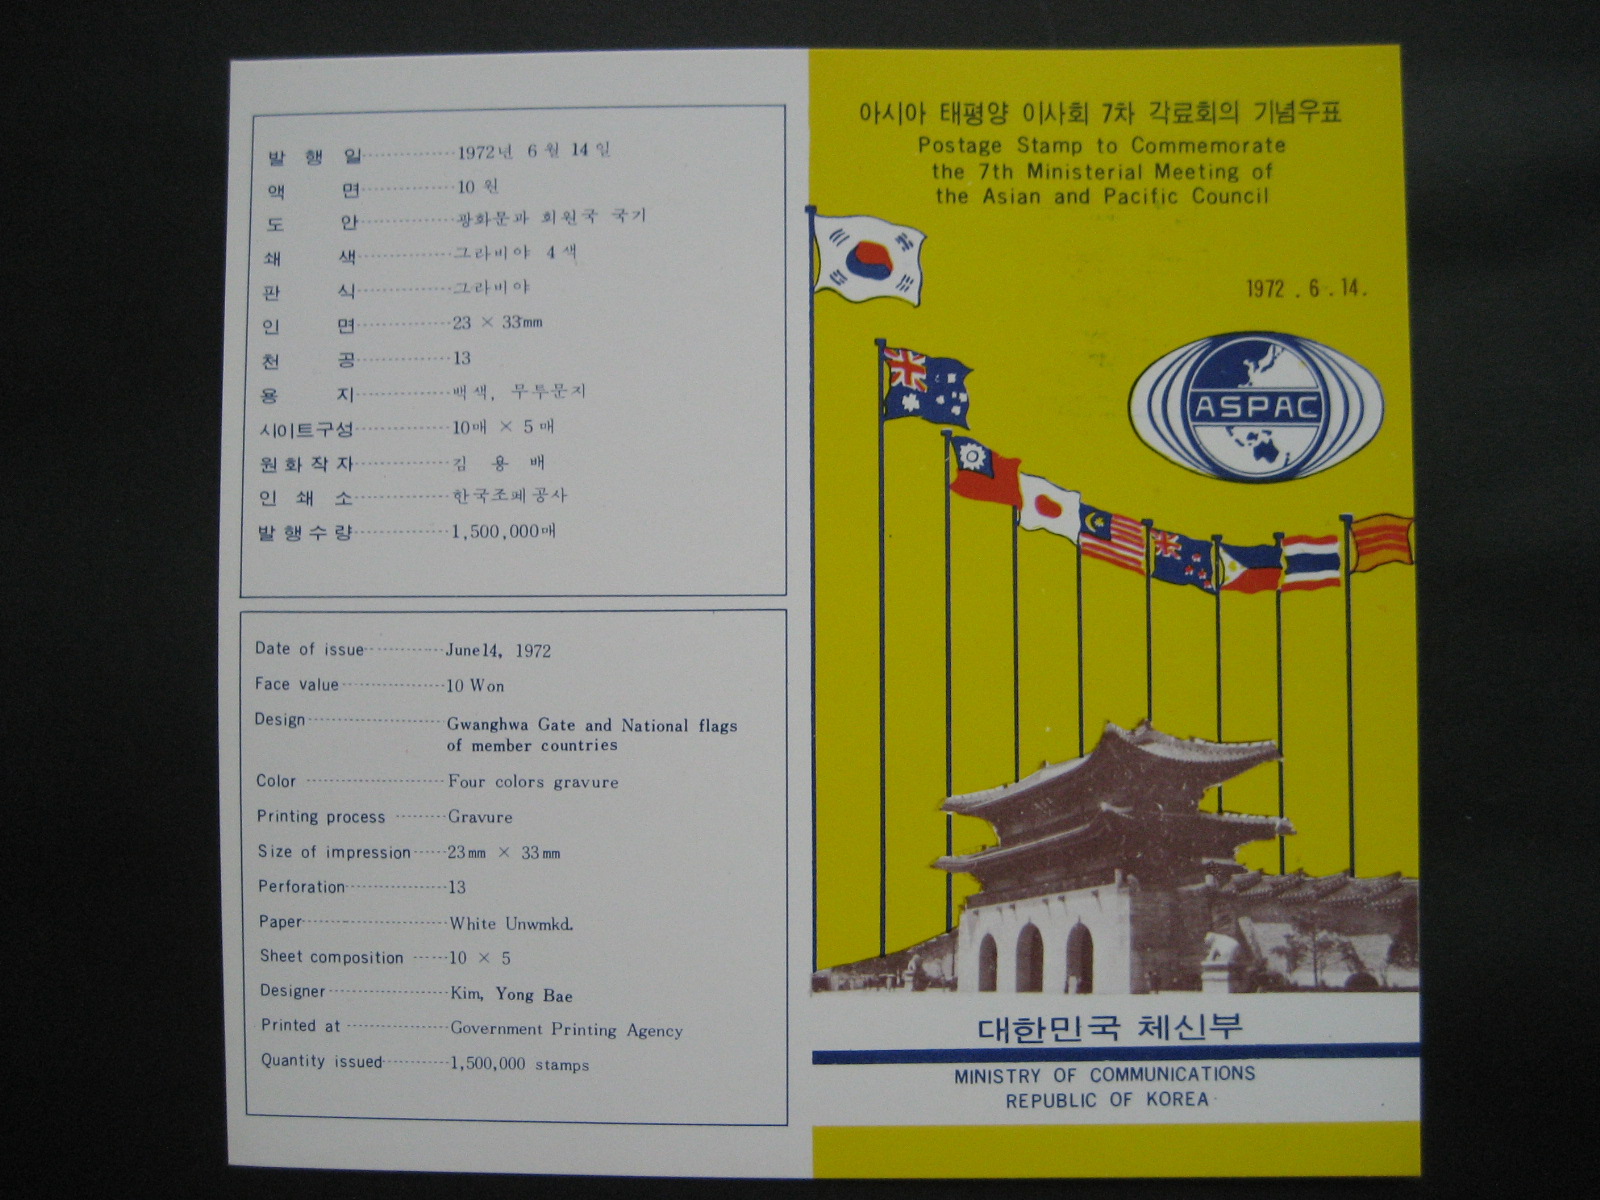 발 행 일 1972년 6월 14일
액 면 10 원
도 안 광화문과 회원국 국기
쇄 색 그라비야 4색
판 식 그라비야
인 면 23 × 33mm
천 공 13
용 지 백색, 무투문지
시이트구성 10매 × 5매
원화작자 김 용 배
인 쇄 소 한국조폐공사
발행수량 1,500,000매
Date of issue June14, 1972
Face value 10 Won
Design Gwanghwa Gate and National flags
of member countries
Color Four colors gravure
Printing process Gravure
Size of impression 23mm × 33mm
Perforation 13
Paper White Unwmkd.
Sheet composition 10 × 5
Designer Kim, Yong Bae
Printed at Government Printing Agency
Quantity issued 1,500,000 stamps
아시아 태평양 이사회 7차 각료회의 기념우표
Postage Stamp to Commemorate
the 7th Ministerial Meeting of
the Asian and Pacific Council
1972 . 6 . 14.
ASPAC
대한민국 체신부
MINISTRY OF COMMUNICATIONS
REPUBLIC OF KOREA